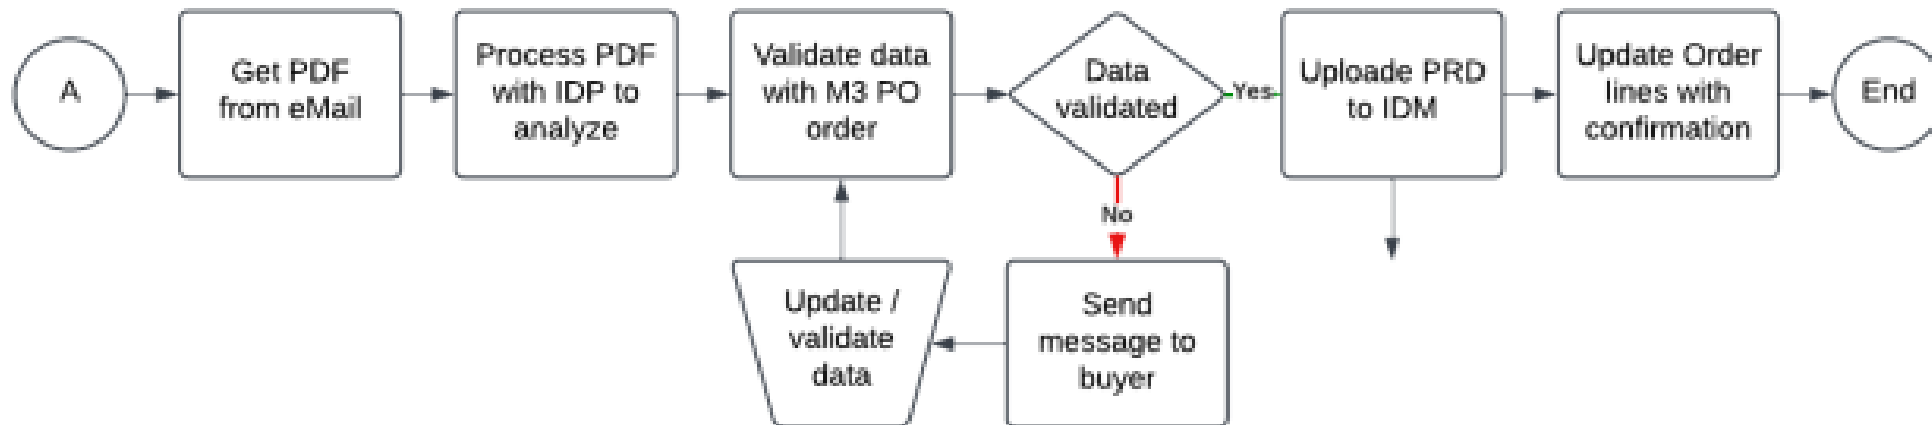 A
Get PDF
from eMail
Process PDF
with IDP to
analyze
Validate data
with M3 PO
order
Data
validated
Yes
Uploade PRD
to IDM
Update Order
lines with
confirmation
End
No
Update /
validate
data
Send
message to
buyer